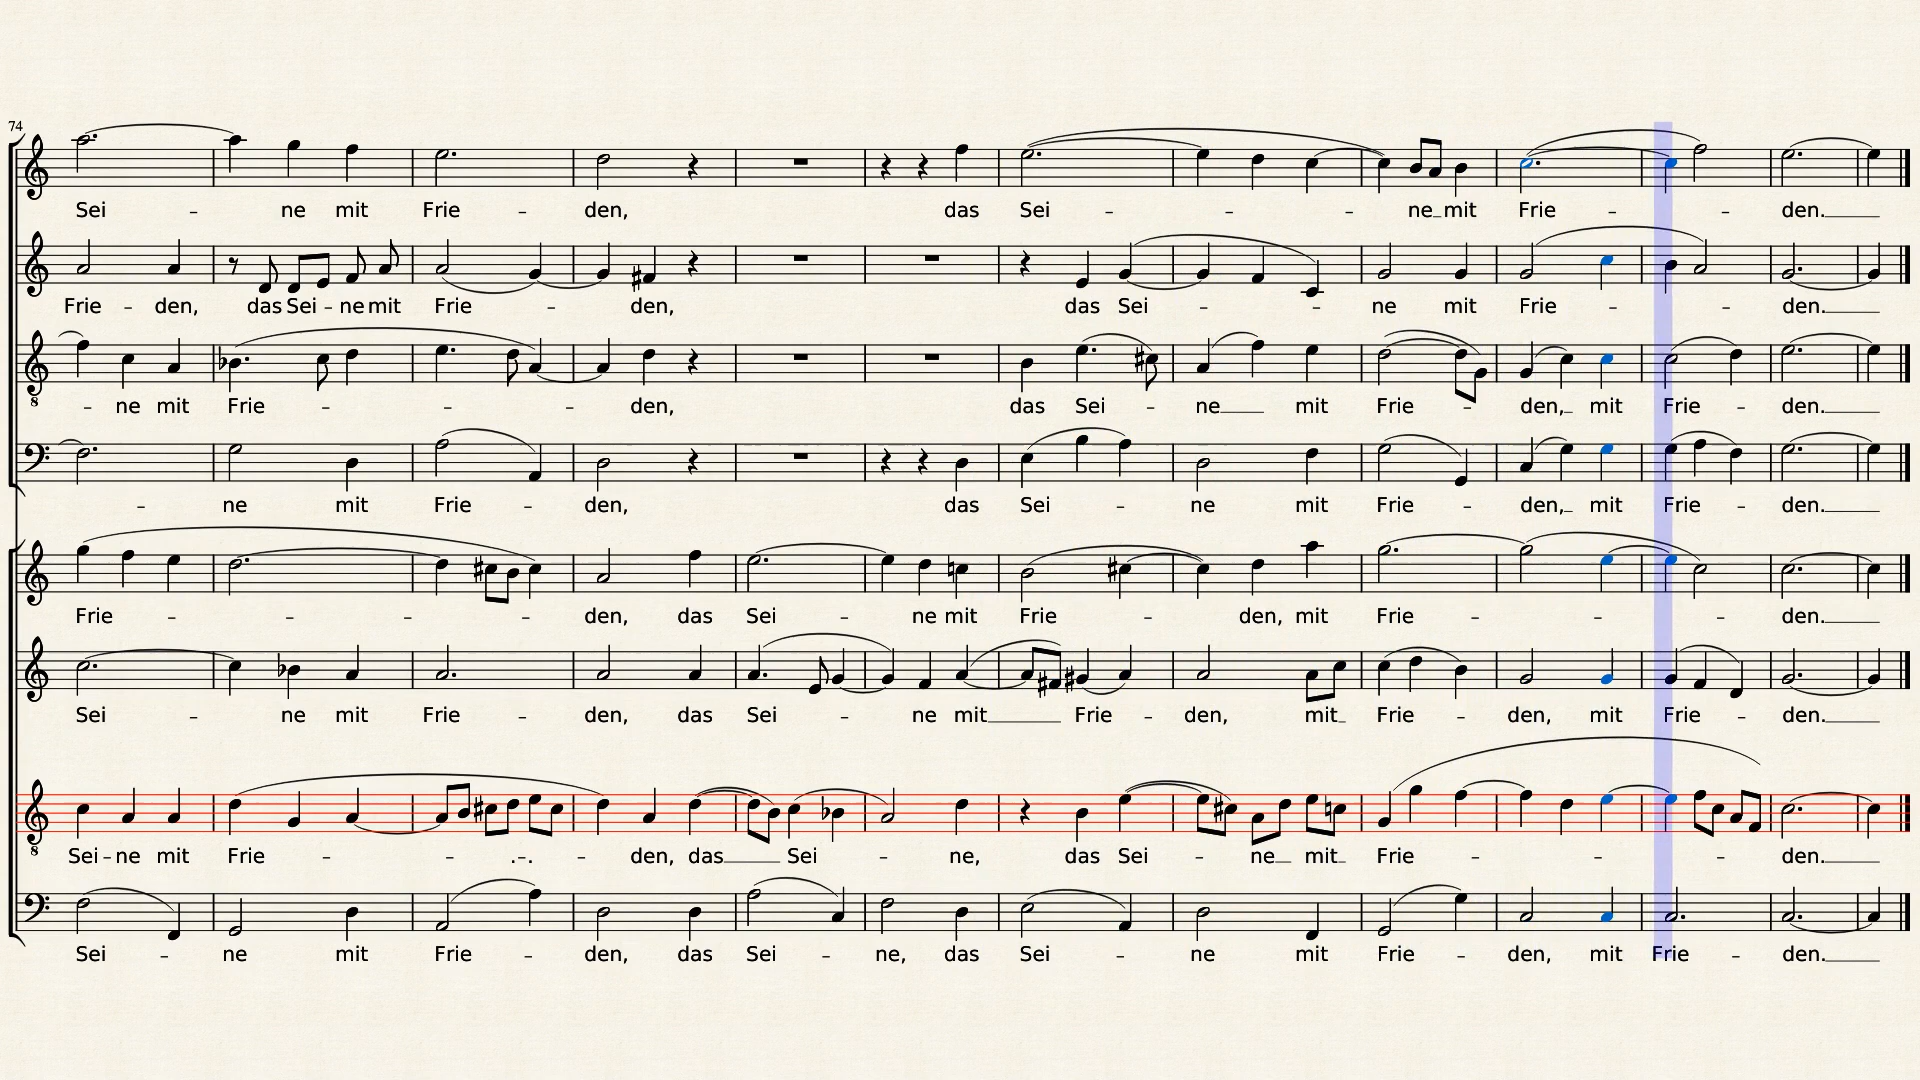 74
Sei - ne mit Frie - den, das Sei - - - ne_mit Frie - - den.
Frie - den, das Sei - ne mit Frie - den, das Sei - - ne mit Frie - - den.
8
- ne mit Frie - - - den, das Sei - ne mit Frie - den, mit Frie - den.
- ne mit Frie - den, das Sei - ne mit Frie - den, mit Frie - den.
Frie - - - - den, das Sei - ne mit Frie - den, mit Frie - - - den.
Sei - ne mit Frie - den, das Sei - ne mit Frie - den, mit Frie - den, mit Frie - den.
8
Sei - ne mit Frie - - - - - den, das Sei - ne, das Sei - ne mit Frie - - - den.
Sei - ne mit Frie - den, das Sei - ne, das Sei - ne mit Frie - den, mit Frie - den.